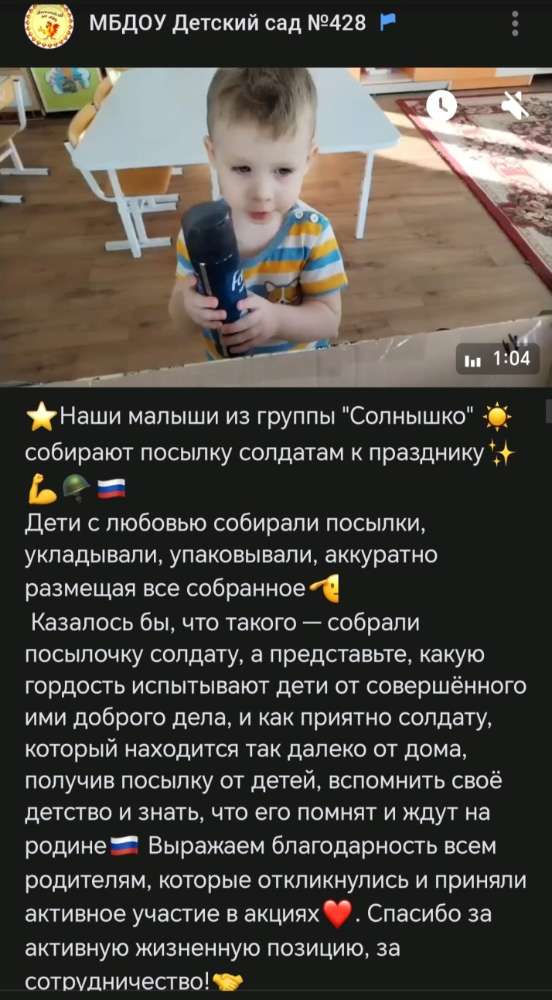 МБДОУ Детский сад №428
1:04
⭐Наши малыши из группы "Солнышко" ☀️
собирают посылку солдатам к празднику✨
💪🪖🇷🇺
Дети с любовью собирали посылки,
укладывали, упаковывали, аккуратно
размещая все собранное🫡
Казалось бы, что такого — собрали
посылочку солдату, а представьте, какую
гордость испытывают дети от совершённого
ими доброго дела, и как приятно солдату,
который находится так далеко от дома,
получив посылку от детей, вспомнить своё
детство и знать, что его помнят и ждут на
родине🇷🇺 Выражаем благодарность всем
родителям, которые откликнулись и приняли
активное участие в акциях❤️. Спасибо за
активную жизненную позицию, за
сотрудничество!🤝